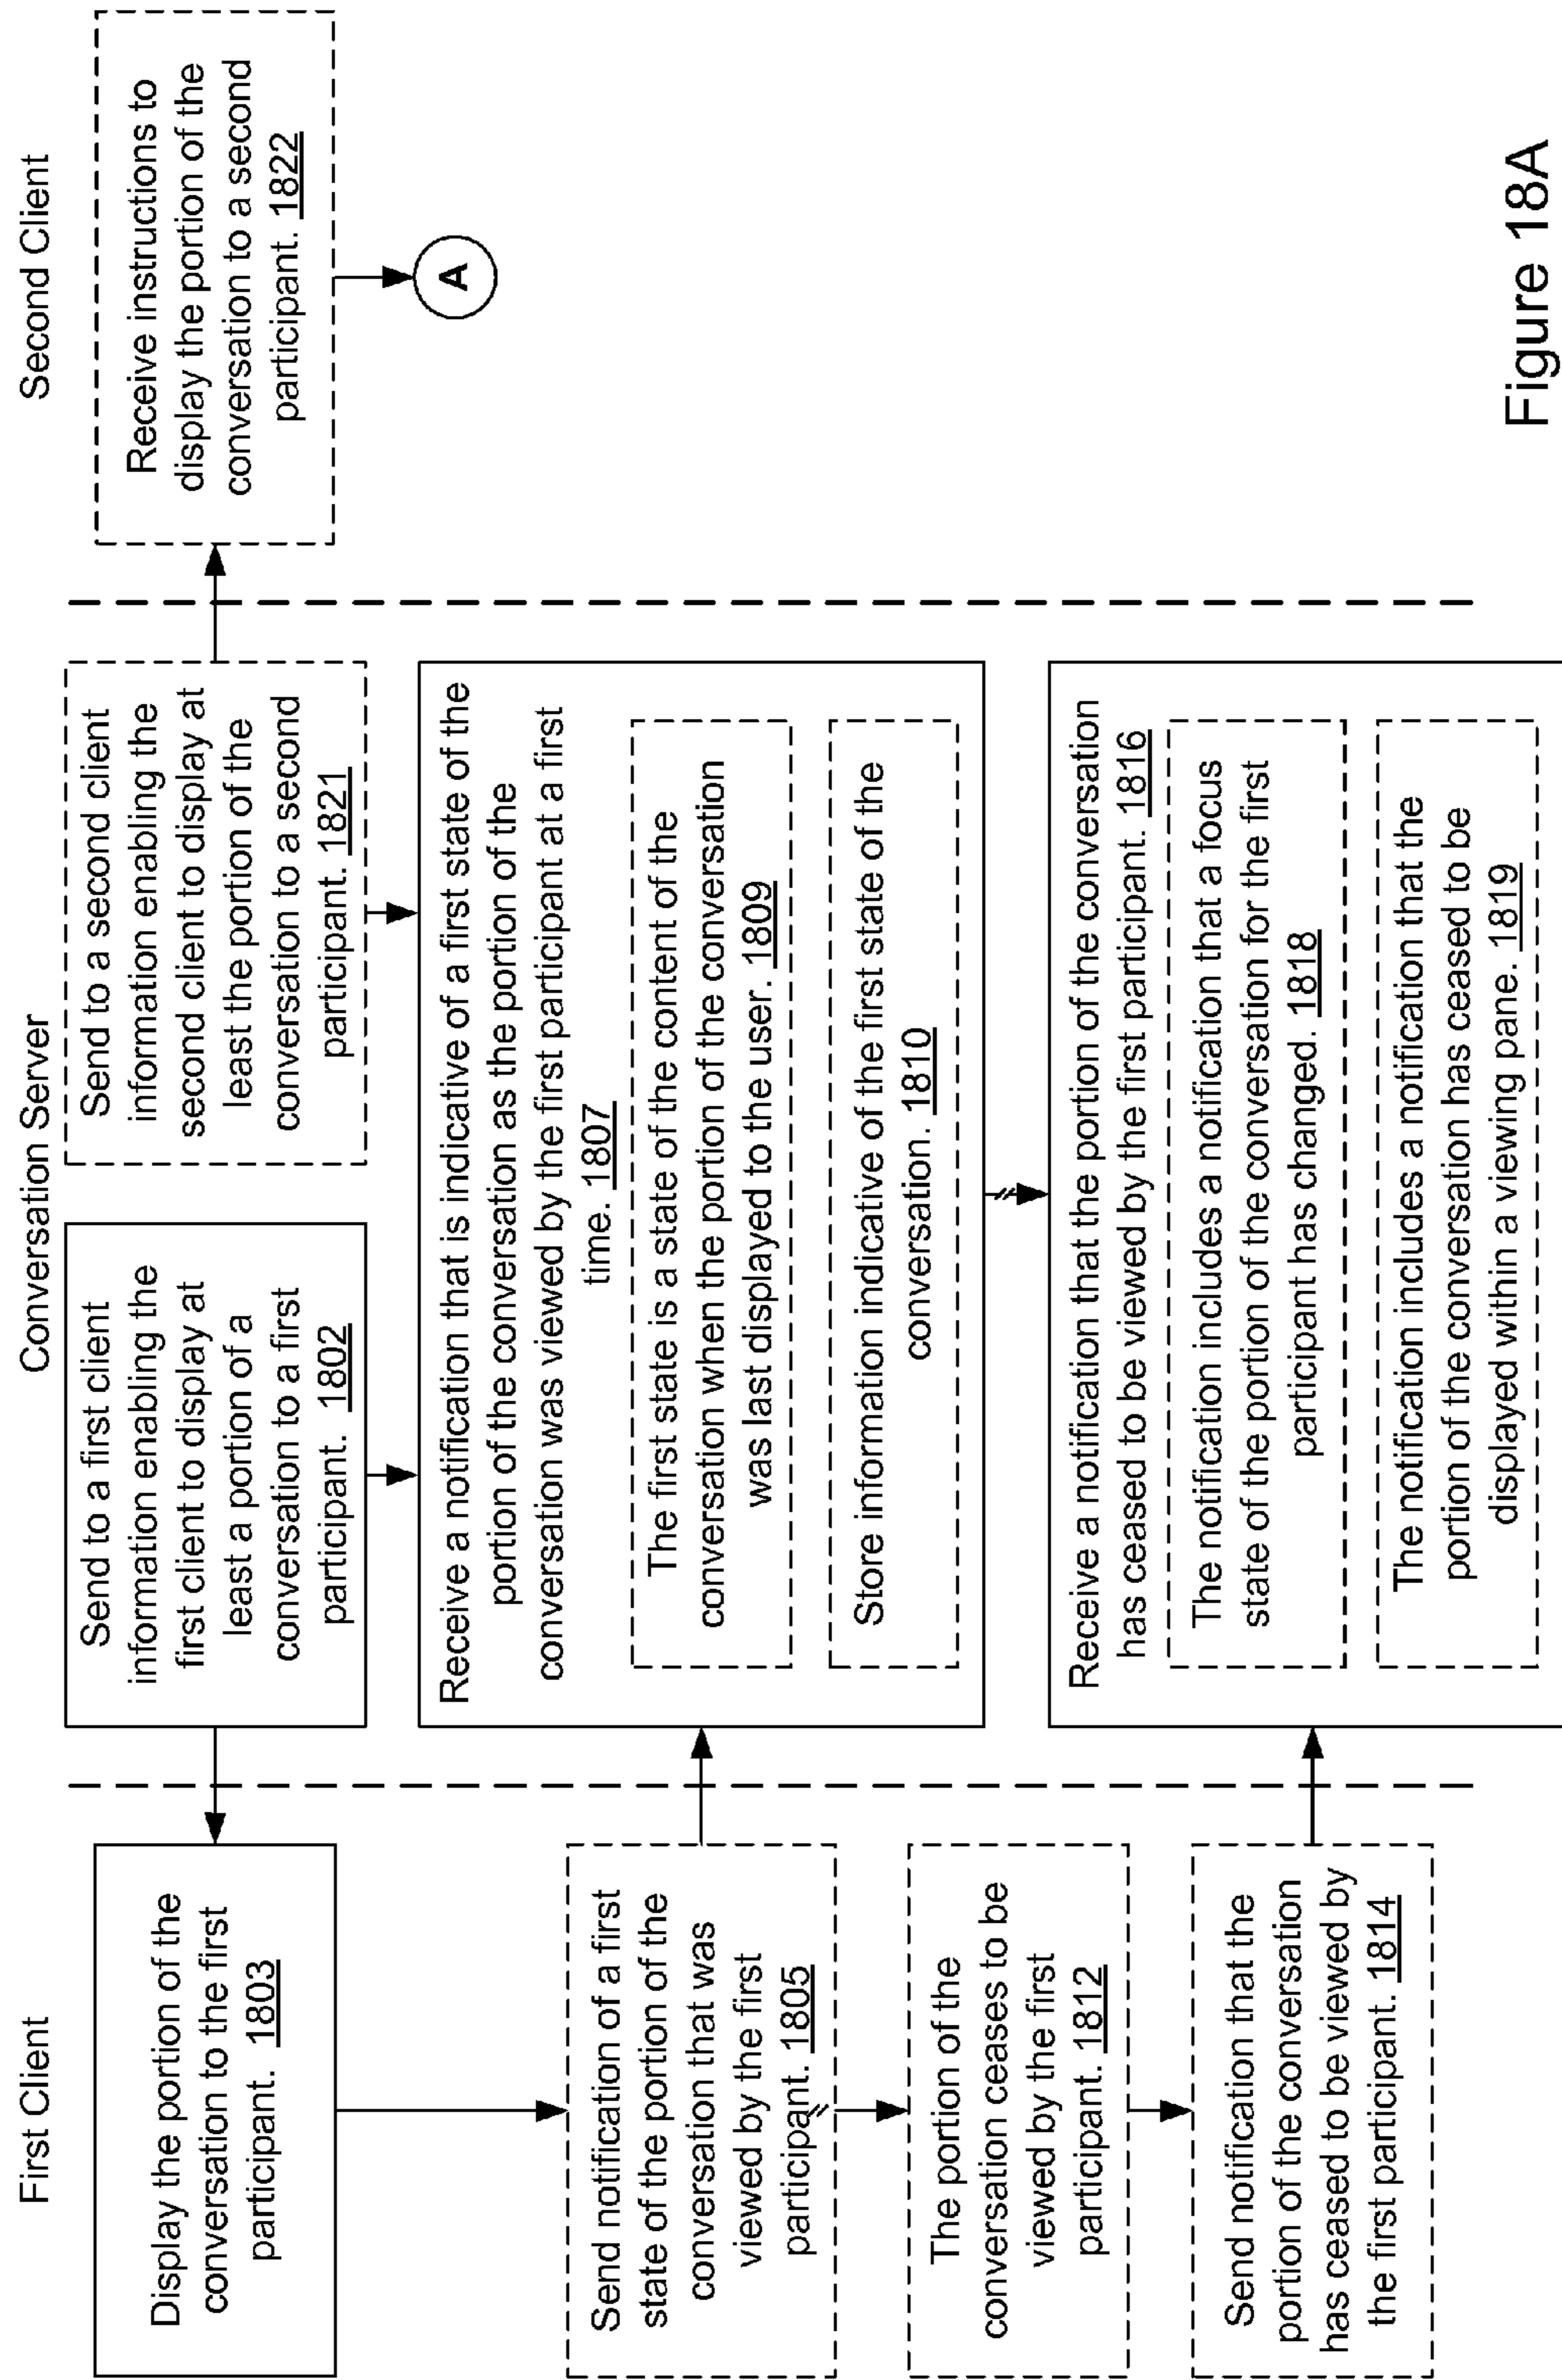 First Client
Conversation Server
Second Client
Display the portion of the
conversation to the first
participant. 1803
Send notification of a first
state of the portion of the
conversation that was
viewed by the first
participant. 1805
The portion of the
conversation ceases to be
viewed by the first
participant. 1812
Send notification that the
portion of the conversation
has ceased to be viewed by
the first participant. 1814
Send to a first client
information enabling the
first client to display at
least a portion of a
conversation to a first
participant. 1802
Send to a second client
information enabling the
second client to display at
least the portion of the
conversation to a second
participant. 1821
Receive a notification that is indicative of a first state of the
portion of the conversation as the portion of the
conversation was viewed by the first participant at a first
time. 1807
The first state is a state of the content of the
conversation when the portion of the conversation
was last displayed to the user. 1809
Store information indicative of the first state of the
conversation. 1810
Receive a notification that the portion of the conversation
has ceased to be viewed by the first participant. 1816
The notification includes a notification that a focus
state of the portion of the conversation for the first
participant has changed. 1818
The notification includes a notification that the
portion of the conversation has ceased to be
displayed within a viewing pane. 1819
Receive instructions to
display the portion of the
conversation to a second
participant. 1822
A
Figure 18A